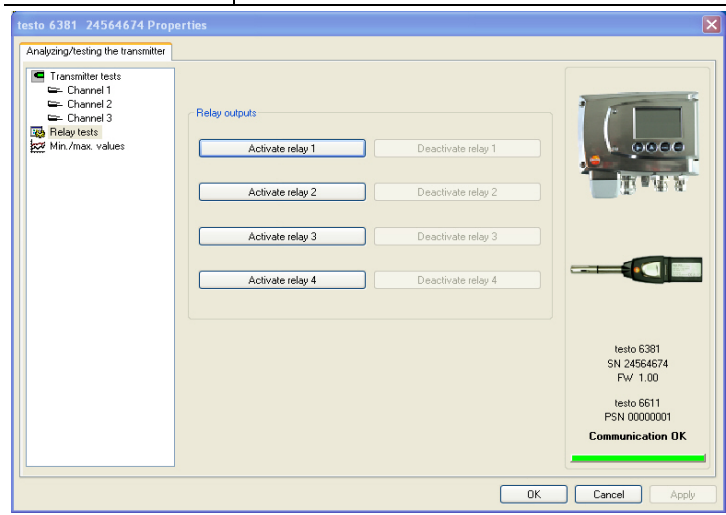 testo 6381 24564674 Properties
Analyzing/testing the transmitter
Transmitter tests
Channel 1
Channel 2
Channel 3
Relay tests
Min./max. values
Relay outputs
Activate relay 1 Deactivate relay 1
Activate relay 2 Deactivate relay 2
Activate relay 3 Deactivate relay 3
Activate relay 4 Deactivate relay 4
testo 6381
SN 24564674
FW 1.00
testo 6611
PSN 00000001
Communication OK
OK Cancel Apply